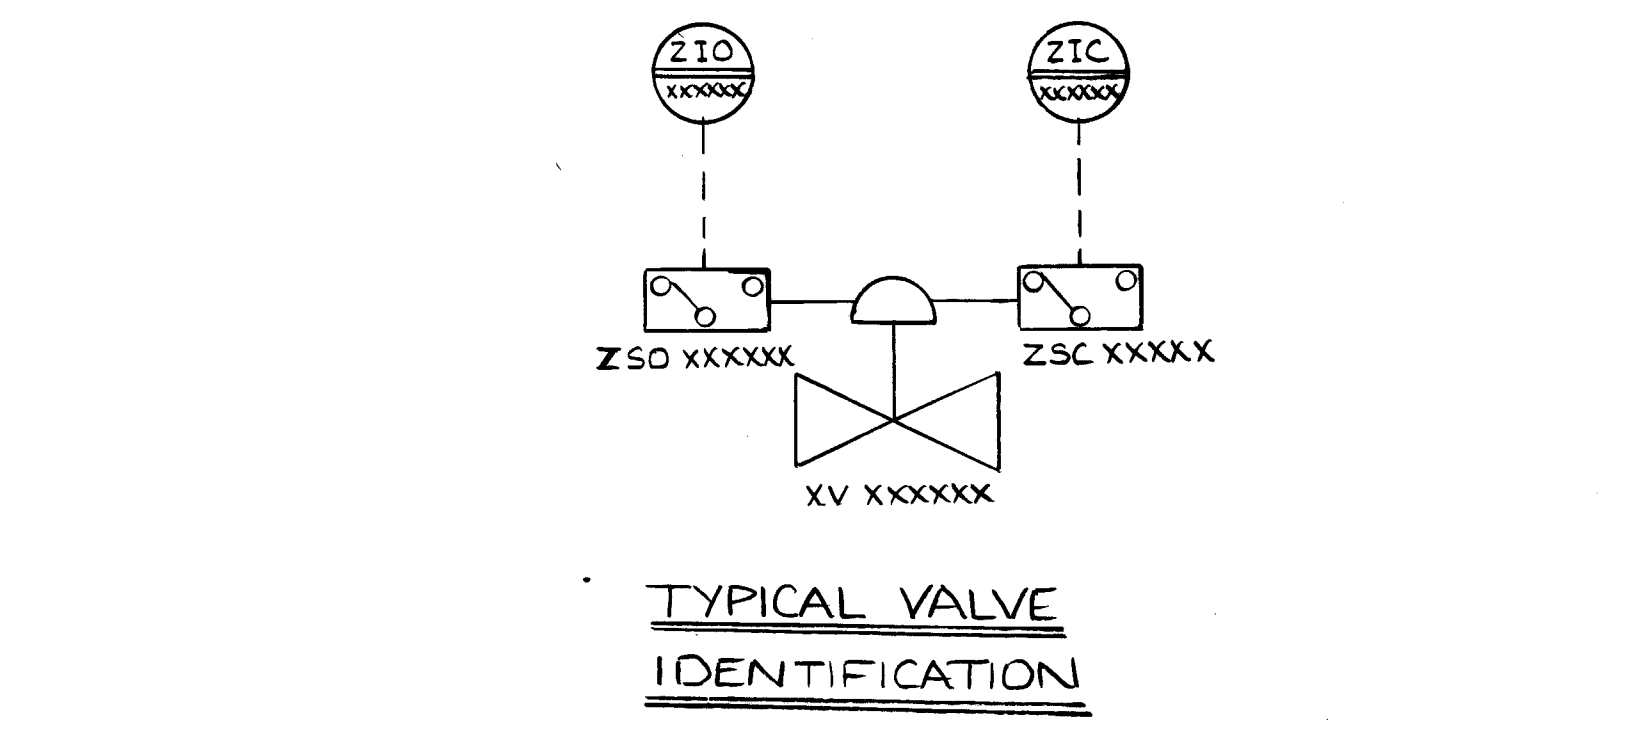 ZIO
xxxxxx
ZIC
xxxxxx
ZSO xxxxxx
ZSC xxxxx
XV xxxxxx
TYPICAL VALVE
IDENTIFICATION